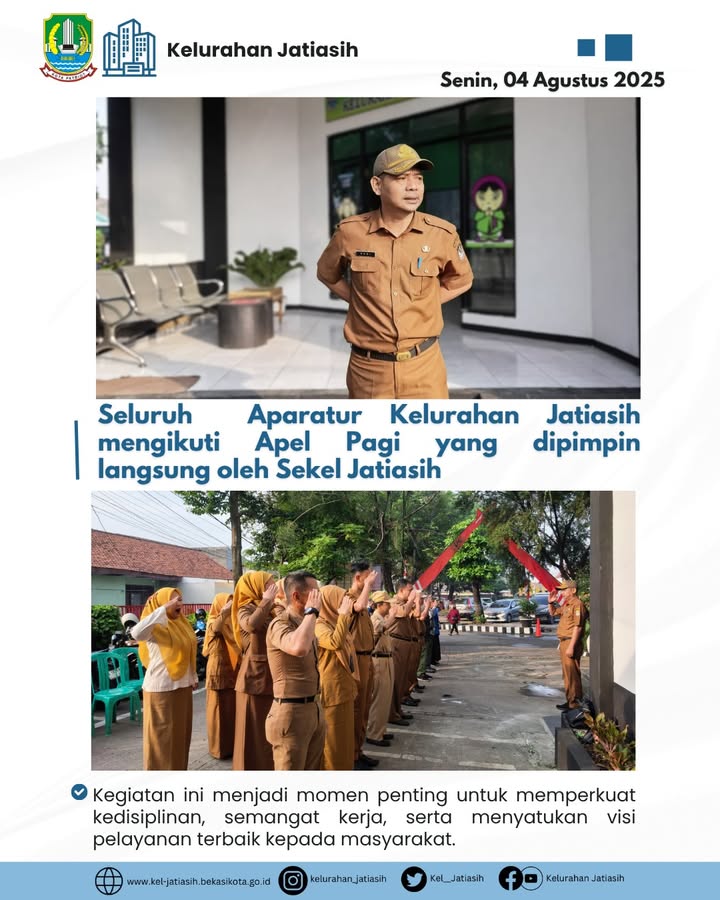 Kelurahan Jatiasih
Senin, 04 Agustus 2025
Seluruh Aparatur Kelurahan Jatiasih
mengikuti Apel Pagi yang dipimpin
langsung oleh Sekel Jatiasih
Kegiatan ini menjadi momen penting untuk memperkuat
kedisiplinan, semangat kerja, serta menyatukan visi
pelayanan terbaik kepada masyarakat.
www.kel-jatiasih.bekasikota.go.id
kelurahan_jatiasih
Kel__Jatiasih
Kelurahan Jatiasih